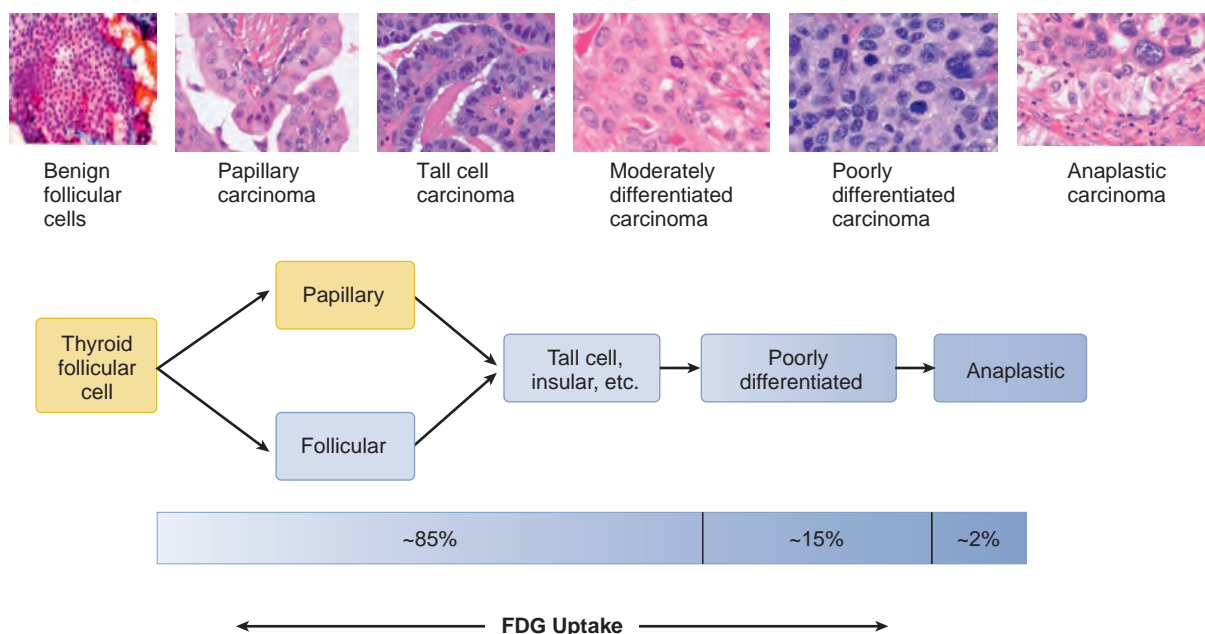 Benign
follicular
cells
Papillary
carcinoma
Tall cell
carcinoma
Moderately
differentiated
carcinoma
Poorly
differentiated
carcinoma
Anaplastic
carcinoma
Thyroid
follicular
cell
Papillary
Follicular
Tall cell,
insular, etc.
Poorly
differentiated
Anaplastic
~85%
~15%
~2%
FDG Uptake